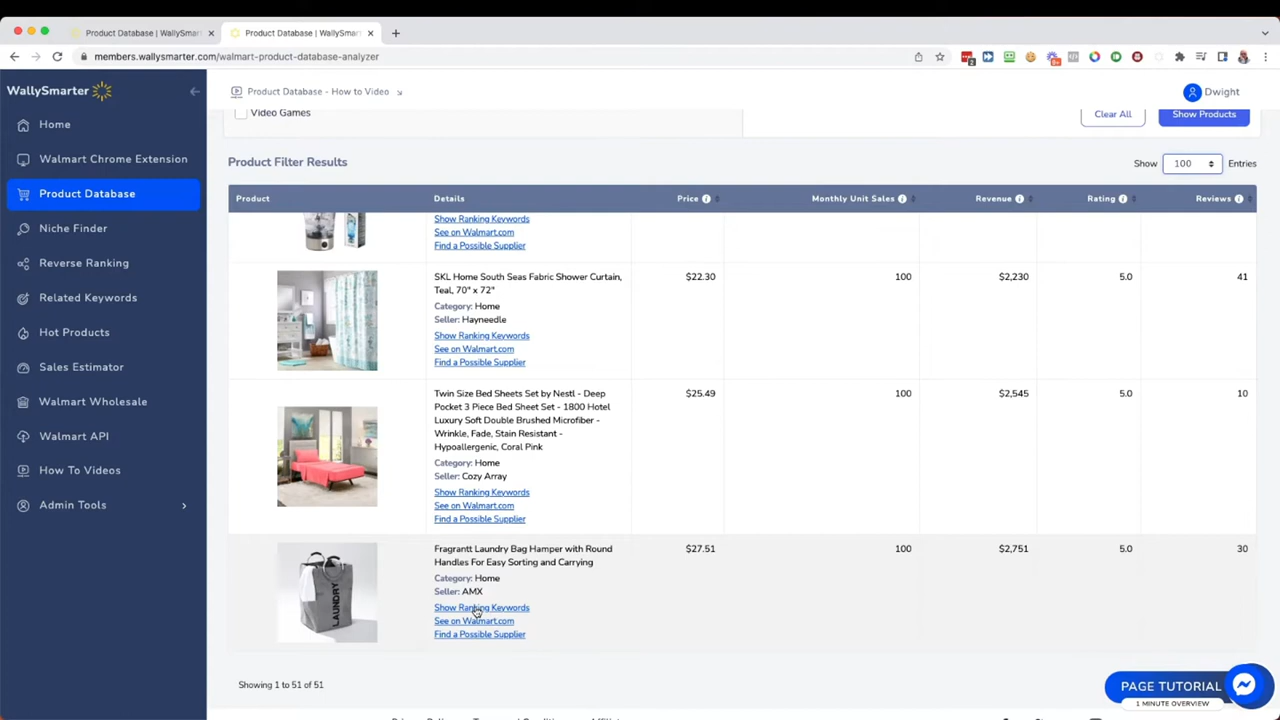 Product Database | WallySmar
Product Database | WallySmar
members.wallysmarter.com/walmart-product-database-analyzer
WallySmarter
Product Database - How to Video
Dwight
Home
Walmart Chrome Extension
Product Database
Niche Finder
Reverse Ranking
Related Keywords
Hot Products
Sales Estimator
Walmart Wholesale
Walmart API
How To Videos
Admin Tools
Video Games
Clear All
Show Products
Product Filter Results
Show 100 Entries
Product Details Price Monthly Unit Sales Revenue Rating Reviews
Show Ranking Keywords
See on Walmart.com
Find a Possible Supplier
SKL Home South Seas Fabric Shower Curtain, $22.30 100 $2,230 5.0 41
Teal, 70" x 72"
Category: Home
Seller: Hayneedle
Show Ranking Keywords
See on Walmart.com
Find a Possible Supplier
Twin Size Bed Sheets Set by Nestl - Deep $25.49 100 $2,545 5.0 10
Pocket 3 Piece Bed Sheet Set - 1800 Hotel
Luxury Soft Double Brushed Microfiber -
Wrinkle, Fade, Stain Resistant -
Hypoallergenic, Coral Pink
Category: Home
Seller: Cozy Array
Show Ranking Keywords
See on Walmart.com
Find a Possible Supplier
LAUNDRY
Fragrantt Laundry Bag Hamper with Round $27.51 100 $2,751 5.0 30
Handles For Easy Sorting and Carrying
Category: Home
Seller: AMX
Show Ranking Keywords
See on Walmart.com
Find a Possible Supplier
Showing 1 to 51 of 51
PAGE TUTORIAL
1 MINUTE OVERVIEW